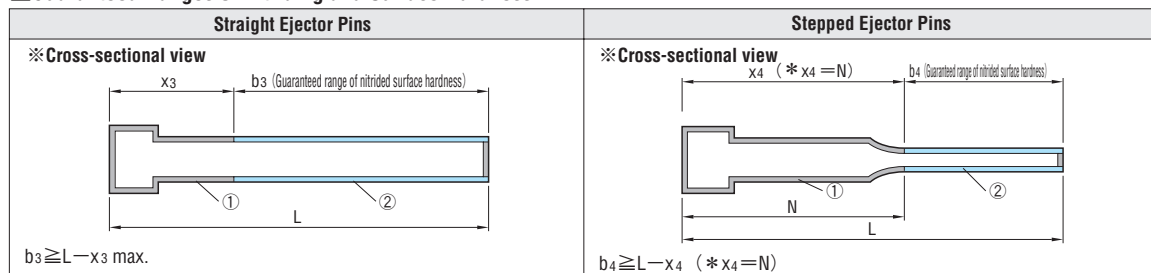 Straight Ejector Pins
※Cross-sectional view
x3
b3 (Guaranteed range of nitrided surface hardness)
①
②
L
b3≧L－x3 max.
Stepped Ejector Pins
※Cross-sectional view
x4 (＊x4＝N)
b4 (Guaranteed range of nitrided surface hardness)
①
②
N
L
b4≧L－x4 (＊x4＝N)